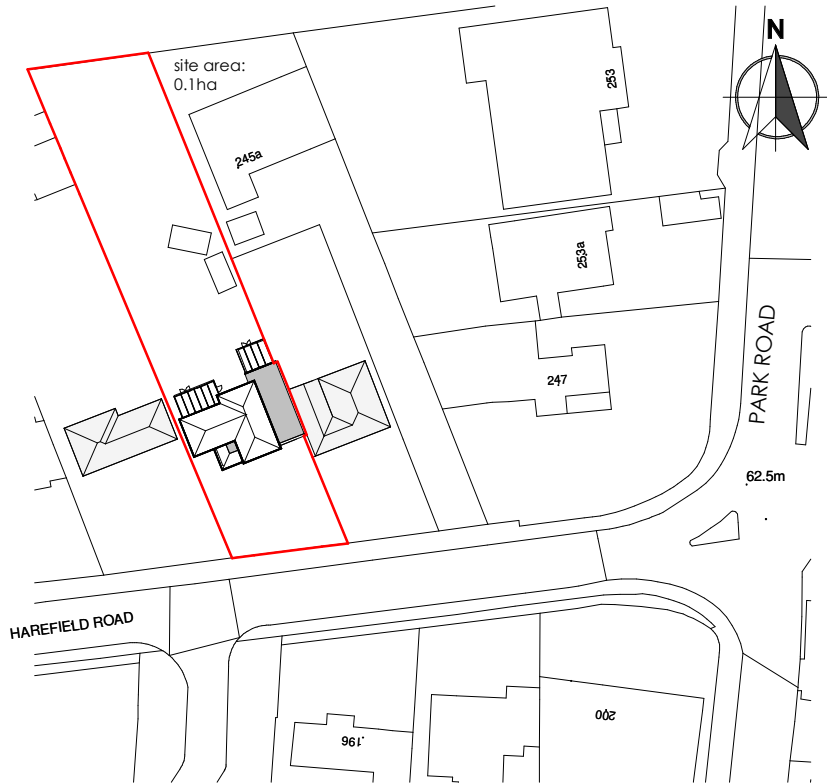 N
site area:
0.1ha
253
245a
253a
PARK ROAD
247
62.5m
HAREFIELD ROAD
196
200